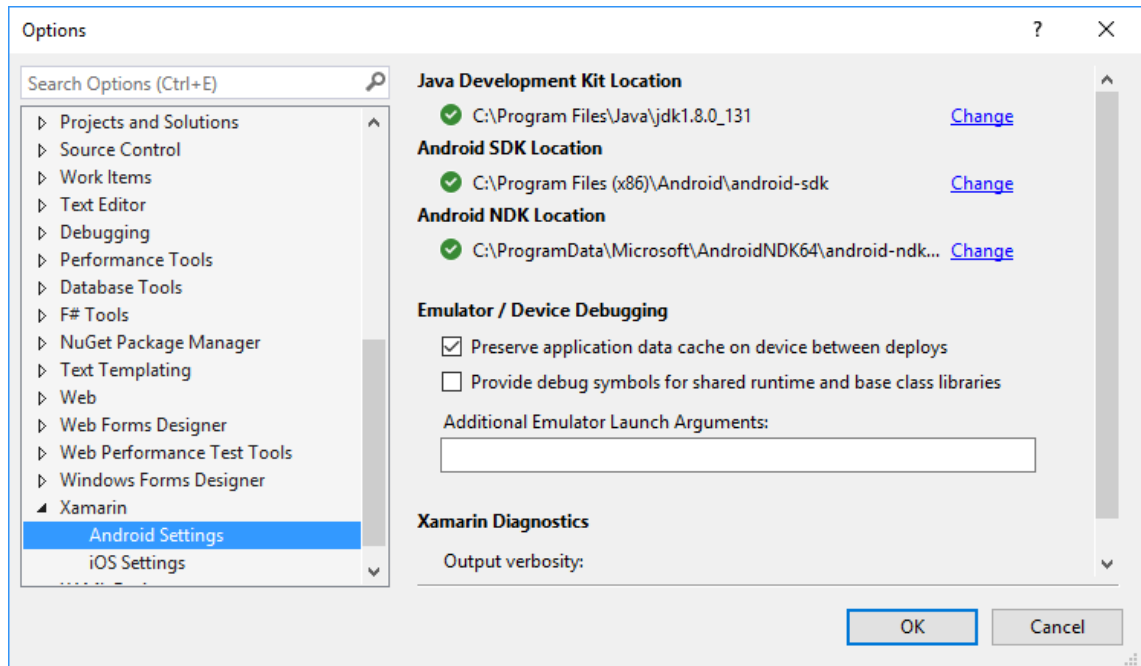 Options
Search Options (Ctrl+E)
Projects and Solutions
Source Control
Work Items
Text Editor
Debugging
Performance Tools
Database Tools
F# Tools
NuGet Package Manager
Text Templating
Web
Web Forms Designer
Web Performance Test Tools
Windows Forms Designer
Xamarin
Android Settings
iOS Settings
Java Development Kit Location
C:\Program Files\Java\jdk1.8.0_131 Change
Android SDK Location
C:\Program Files (x86)\Android\android-sdk Change
Android NDK Location
C:\ProgramData\Microsoft\AndroidNDK64\android-ndk... Change
Emulator / Device Debugging
Preserve application data cache on device between deploys
Provide debug symbols for shared runtime and base class libraries
Additional Emulator Launch Arguments:
Xamarin Diagnostics
Output verbosity:
OK Cancel